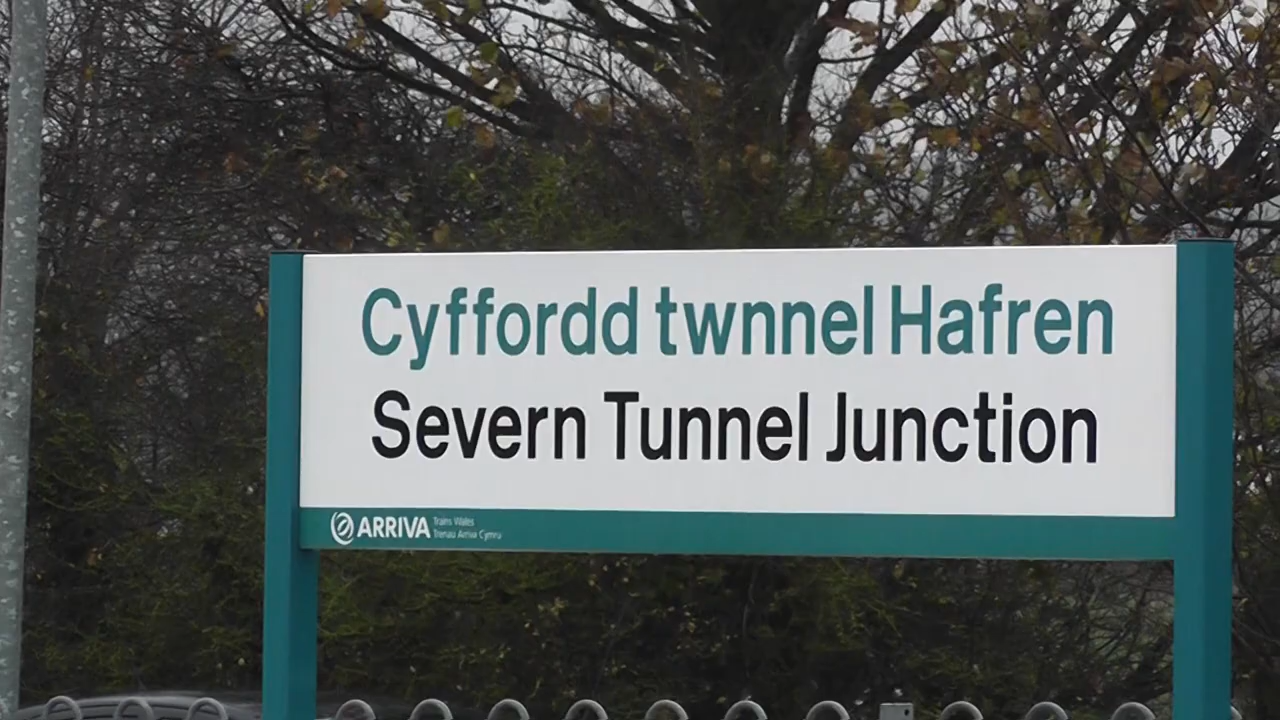 Cyffordd twnnel Hafren
Severn Tunnel Junction
ARRIVA Trains Wales
Trenau Arriva Cymru